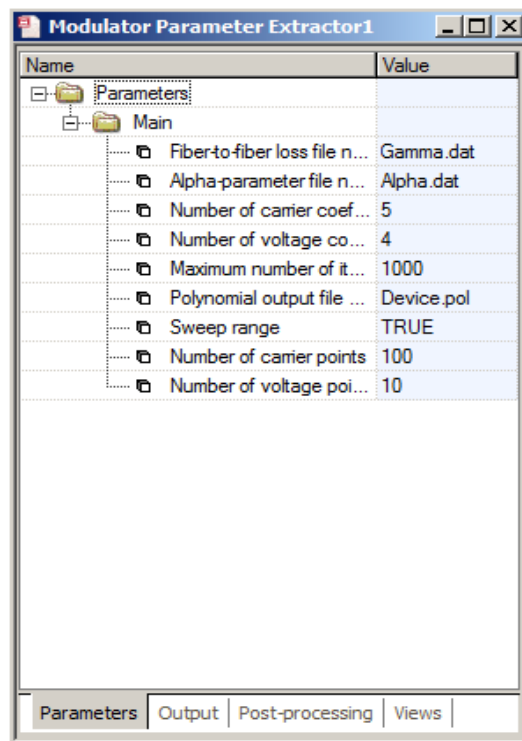 Modulator Parameter Extractor1
Name Value
Parameters
Main
Fiber-to-fiber loss file n... Gamma.dat
Alpha-parameter file n... Alpha.dat
Number of carrier coef... 5
Number of voltage co... 4
Maximum number of it... 1000
Polynomial output file ... Device.pol
Sweep range TRUE
Number of carrier points 100
Number of voltage poi... 10
Parameters Output Post-processing Views